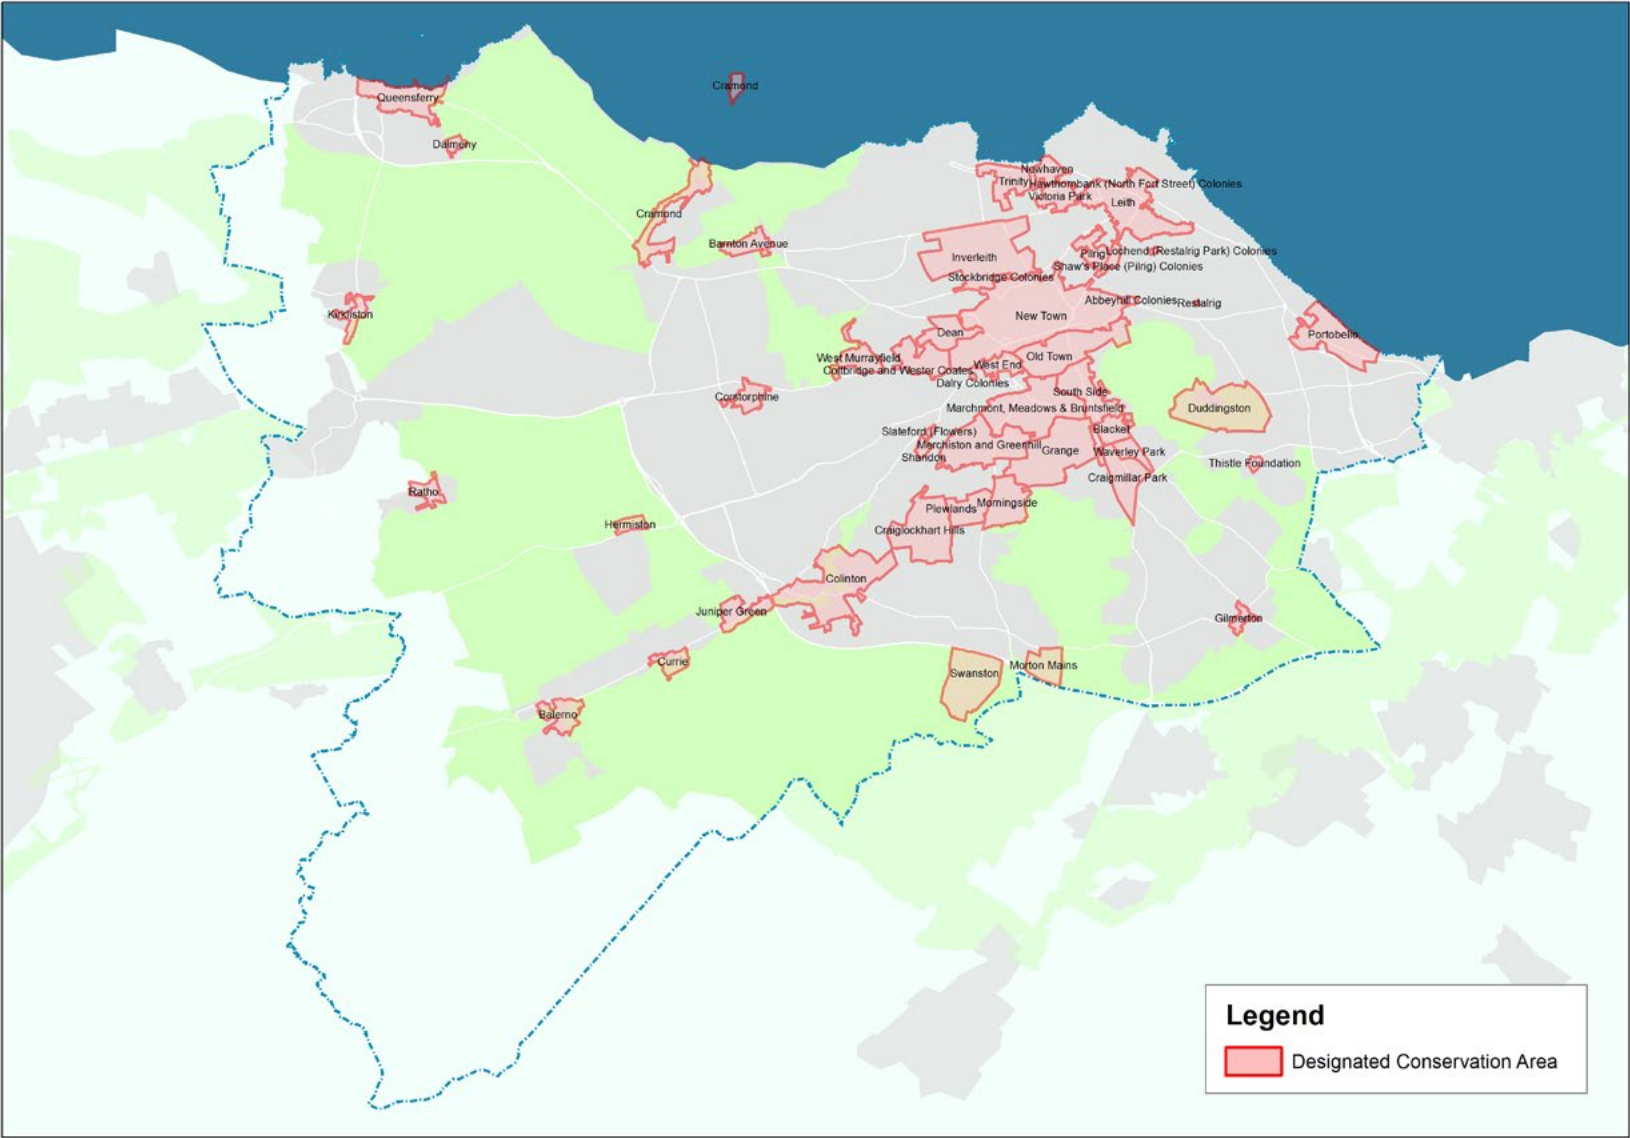 Cramond
Queensferry
Dalmeny
Newhaven
Trinity
Hawthornbank (North Fort Street) Colonies
Victoria Park
Leith
Cramond
Barnton Avenue
Pilrig
Lochend (Restalrig Park) Colonies
Inverleith
Shaw's Place (Pilrig) Colonies
Stockbridge Colonies
Abbeyhill Colonies
Restalrig
Kirkliston
New Town
Dean
Portobello
West Murrayfield
Old Town
West End
Coltbridge and Wester Coates
Dalry Colonies
South Side
Corstorphine
Marchmont, Meadows & Bruntsfield
Duddingston
Blacket
Slateford (Flowers)
Merchiston and Greenhill
Grange
Waverley Park
Shandon
Thistle Foundation
Craigmillar Park
Ratho
Morningside
Plewlands
Hermiston
Craiglockhart Hills
Colinton
Juniper Green
Gilmerton
Currie
Morton Mains
Swanston
Balerno
Legend
Designated Conservation Area